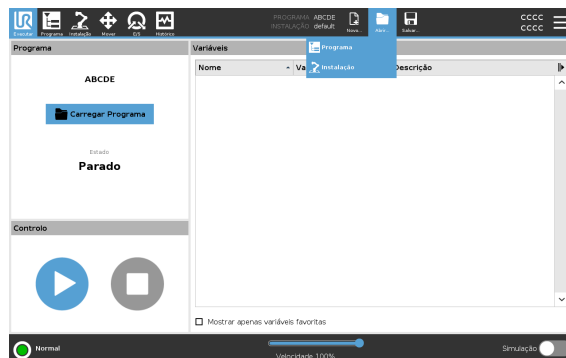 UR
Executar Programa Instalação Mover E/S Histórico
PROGRAMA ABCDE
INSTALAÇÃO default
Novo... Abrir... Salvar...
CCCC
CCCC
Programa
Variáveis
Programa
Instalação
Nome Va Descrição
ABCDE
Carregar Programa
Estado
Parado
Controlo
Mostrar apenas variáveis favoritas
Normal
Velocidade 100%
Simulação